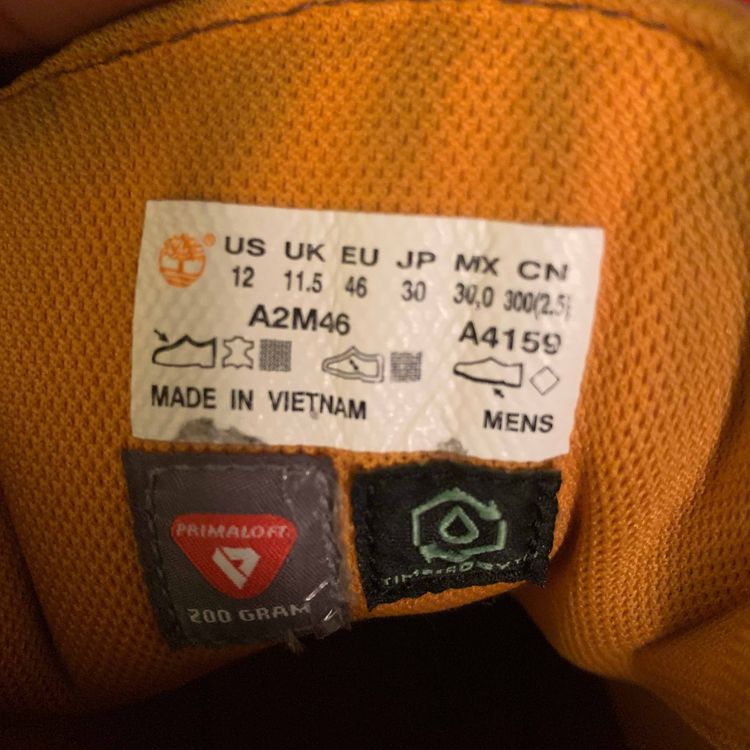 ® US UK EU JP MX CN
12 11.5 46 30 30,0 300(2.5)
A2M46 A4159
MADE IN VIETNAM MENS
PRIMALOFT
200 GRAM